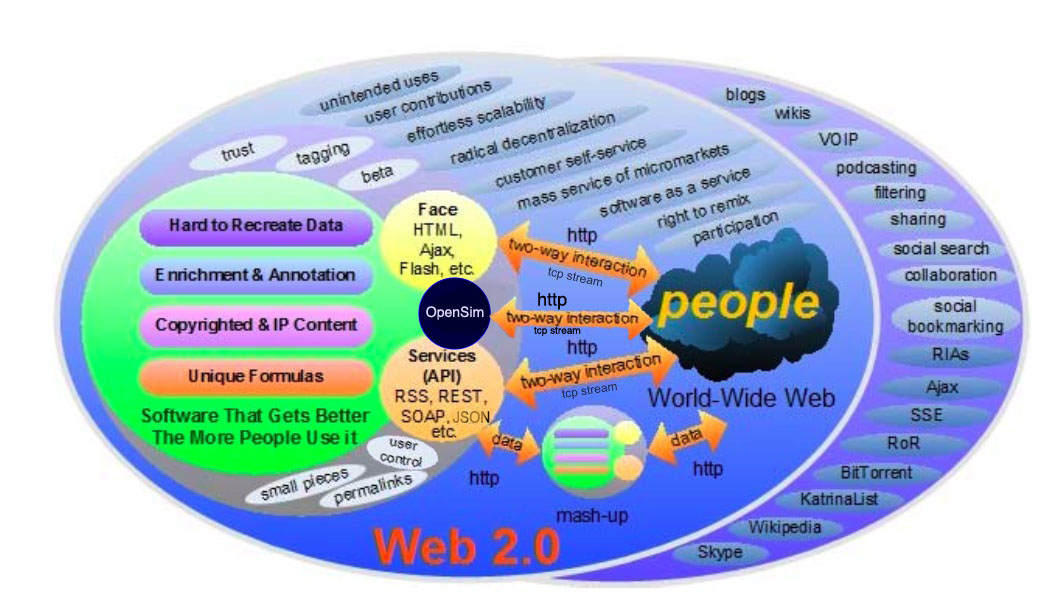 unintended uses
user contributions
effortless scalability
radical decentralization
customer self-service
mass service of micromarkets
software as a service
right to remix
participation
trust
tagging
beta
Hard to Recreate Data
Enrichment & Annotation
Copyrighted & IP Content
Unique Formulas
Software That Gets Better
The More People Use it
Face
HTML,
Ajax,
Flash, etc.
OpenSim
Services
(API)
RSS, REST,
SOAP, JSON
etc.
user
control
small pieces
permalinks
http
two-way interaction
tcp stream
http
two-way interaction
tcp stream
http
two-way interaction
tcp stream
people
World-Wide Web
data
http
data
http
mash-up
Web 2.0
blogs
wikis
VOIP
podcasting
filtering
sharing
social search
collaboration
social
bookmarking
RIAs
Ajax
SSE
RoR
BitTorrent
KatrinaList
Wikipedia
Skype